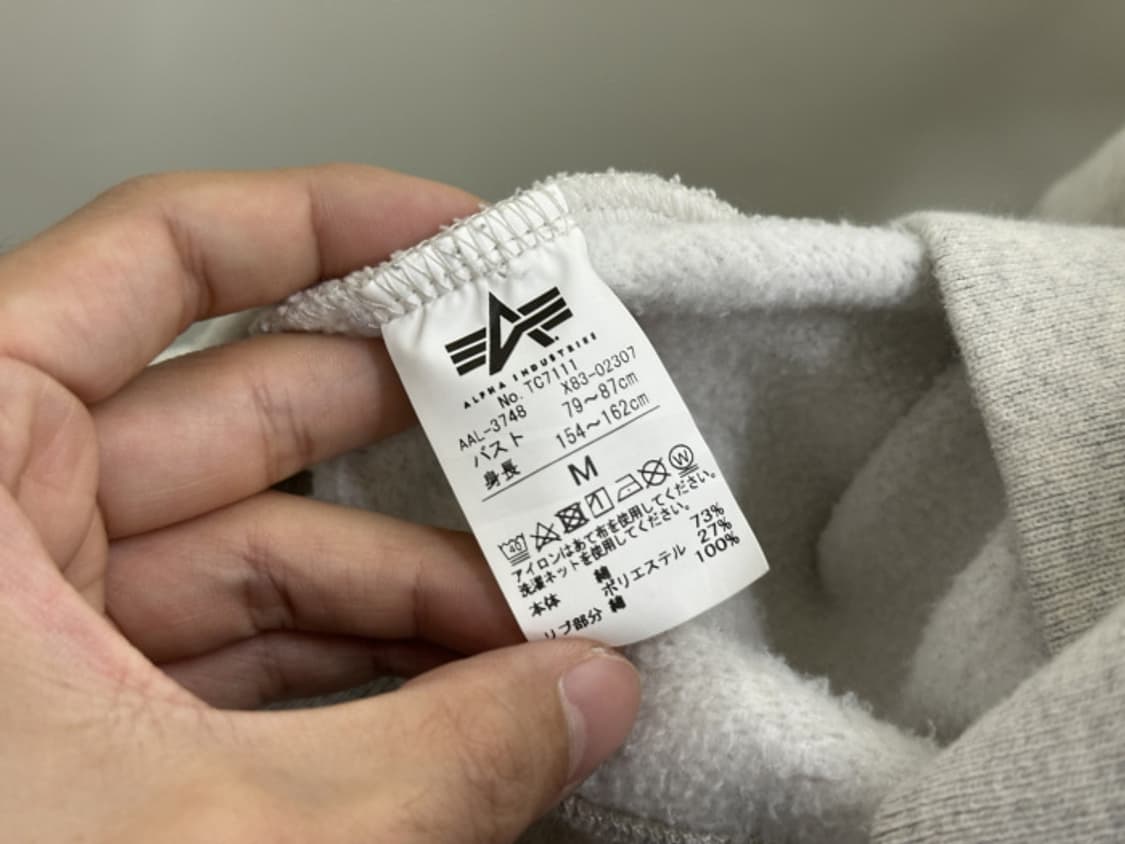 ALPHA INDUSTRIES
No. TC7111
AAL-3748 X83-02307
バスト 79～87cm
身長 154～162cm
M
40 W
アイロンはあて布を使用してください。
洗濯ネットを使用してください。
本体 綿 73%
ポリエステル 27%
リブ部分 綿 100%